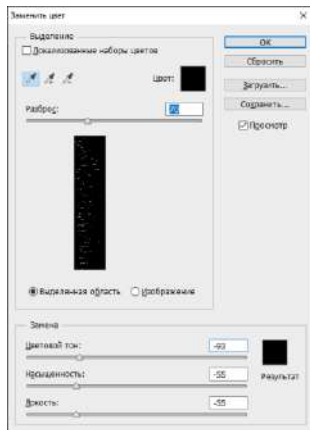 Заменить цвет
Выделение
Локализованные наборы цветов
Цвет:
Разброс:
70
Выделенная область
Изображение
OK
Сбросить
Загрузить...
Сохранить...
Просмотр
Замена
Цветовой тон: -93
Насыщенность: -55
Результат
Яркость: -55